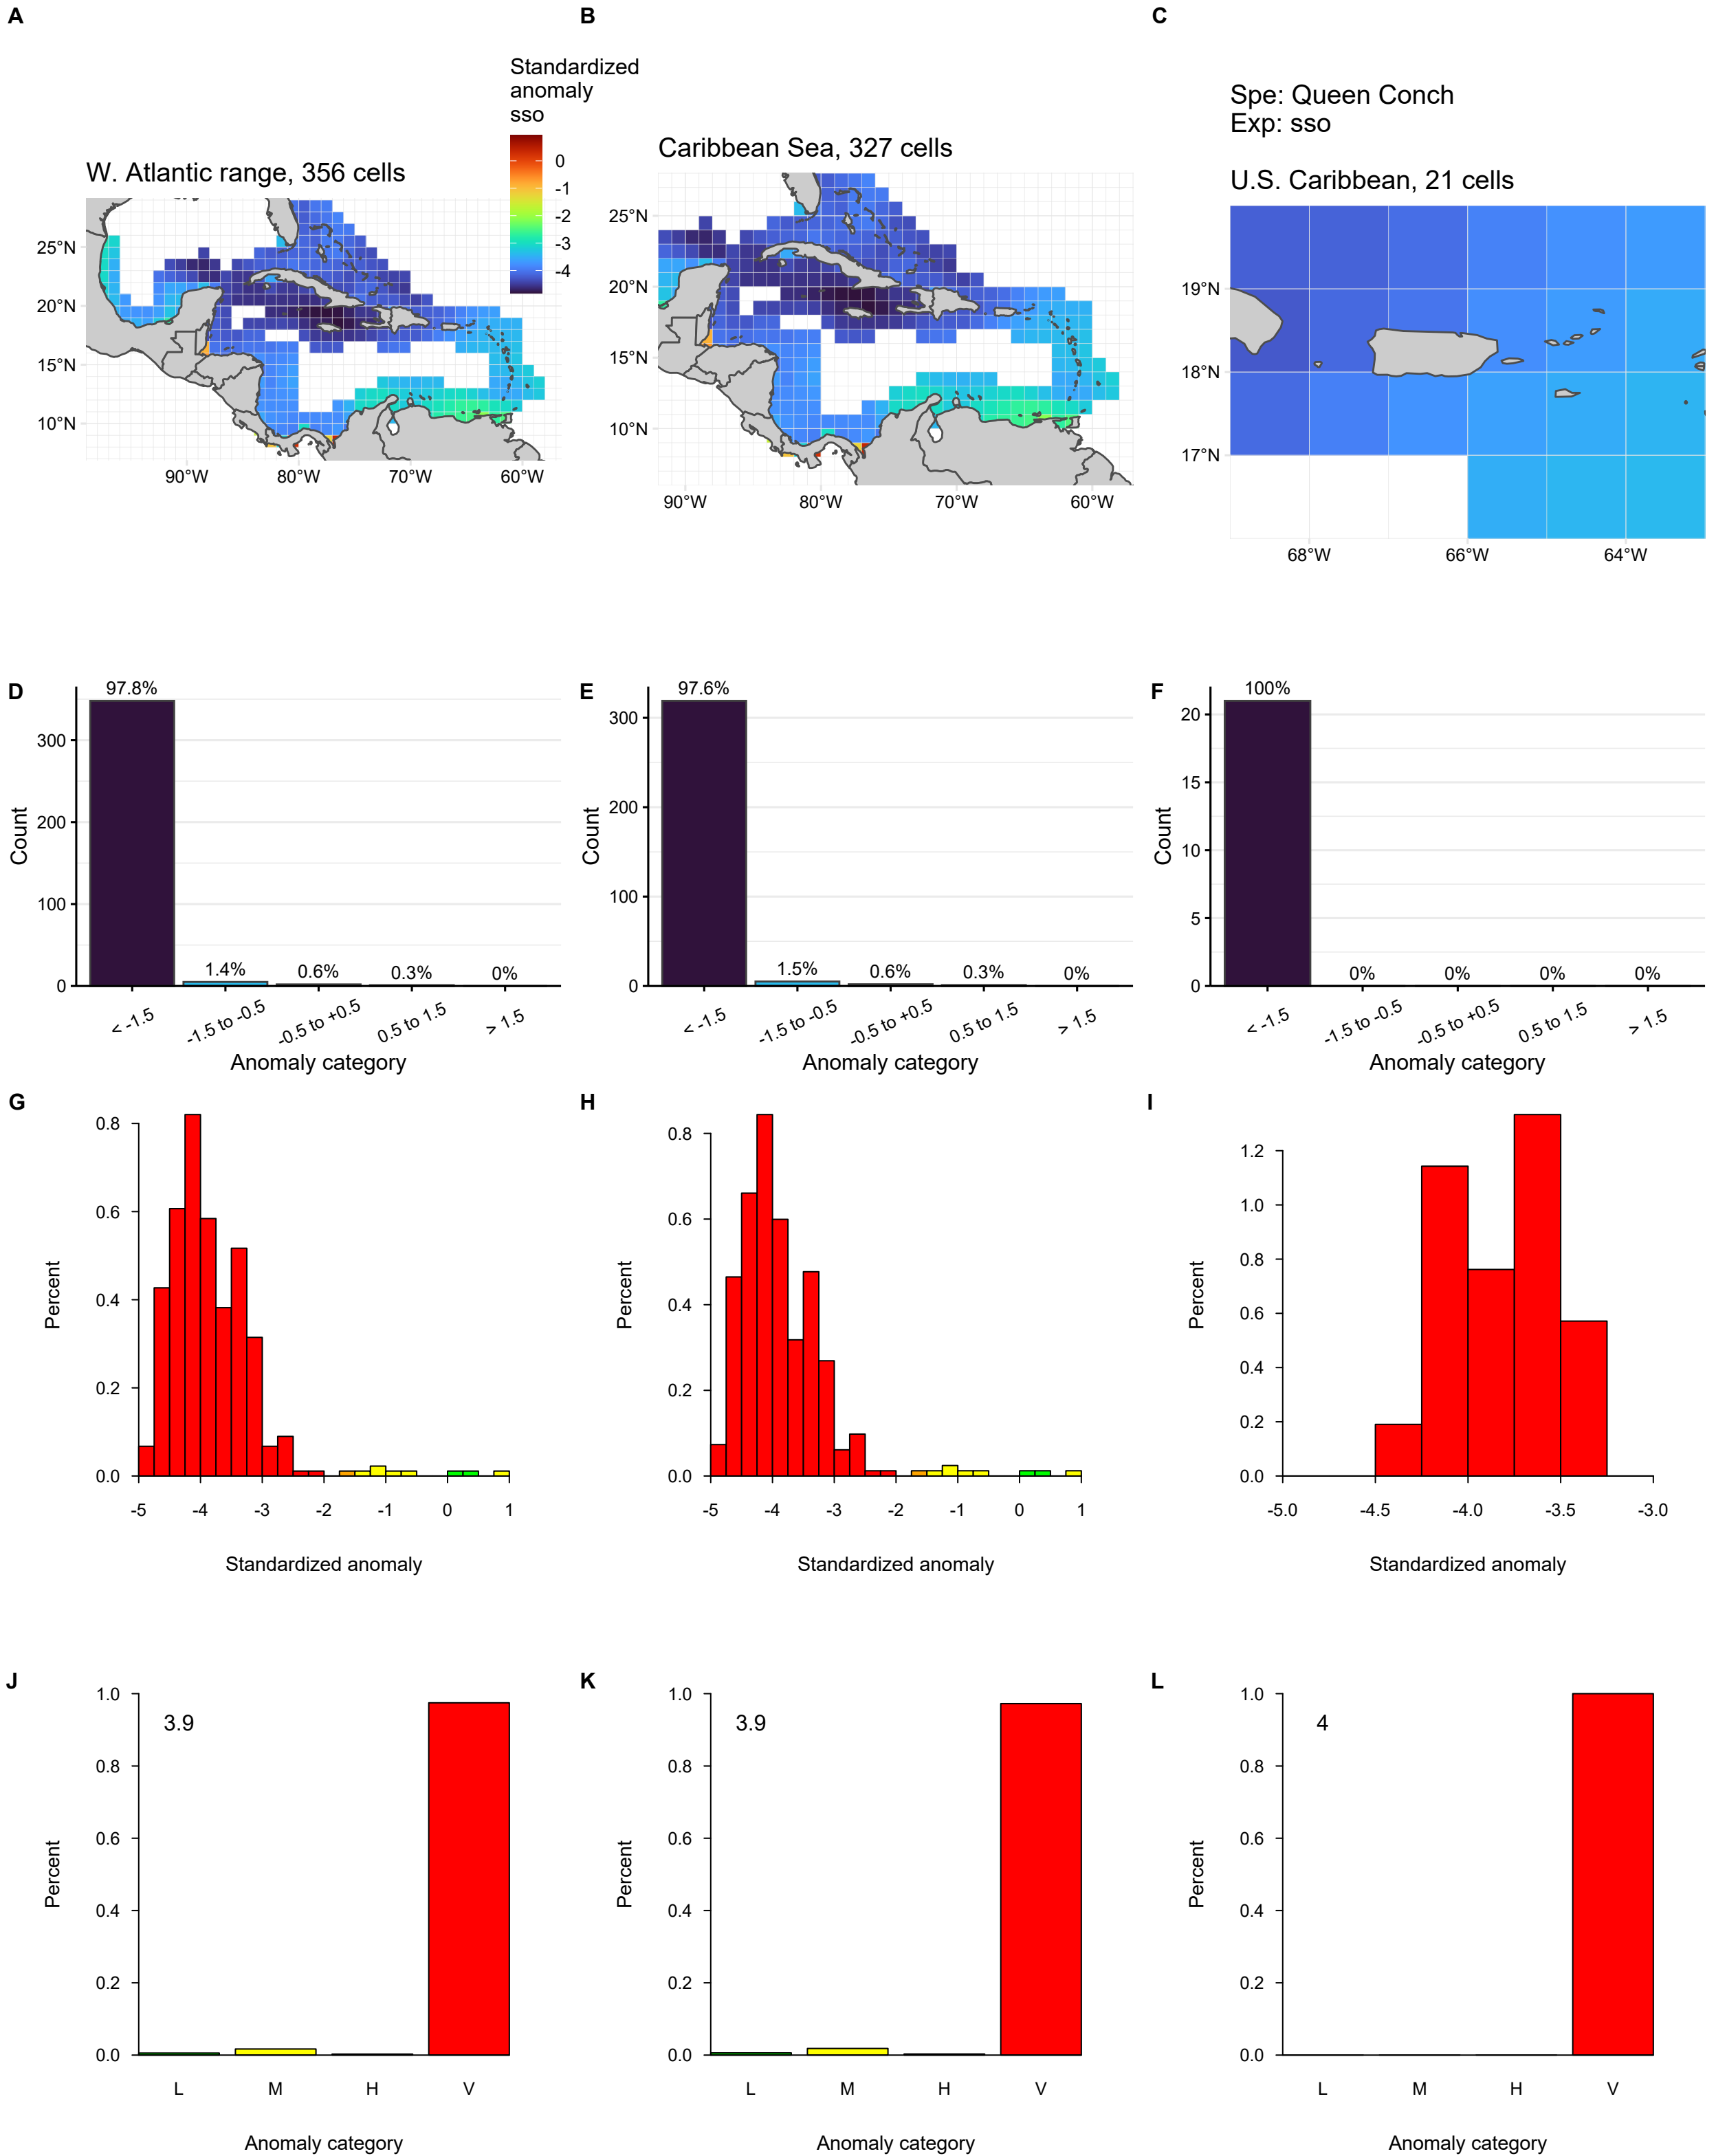 A
B
C
Standardized
anomaly
sso
0
-1
-2
-3
-4
W. Atlantic range, 356 cells
25°N
20°N
15°N
10°N
90°W
80°W
70°W
60°W
Caribbean Sea, 327 cells
25°N
20°N
15°N
10°N
90°W
80°W
70°W
60°W
Spe: Queen Conch
Exp: sso
U.S. Caribbean, 21 cells
19°N
18°N
17°N
68°W
66°W
64°W
D
97.8%
1.4%
0.6%
0.3%
0%
Count
300
200
100
0
< -1.5
-1.5 to -0.5
-0.5 to +0.5
0.5 to 1.5
> 1.5
Anomaly category
E
97.6%
1.5%
0.6%
0.3%
0%
Count
300
200
100
0
< -1.5
-1.5 to -0.5
-0.5 to +0.5
0.5 to 1.5
> 1.5
Anomaly category
F
100%
0%
0%
0%
0%
Count
20
15
10
5
0
< -1.5
-1.5 to -0.5
-0.5 to +0.5
0.5 to 1.5
> 1.5
Anomaly category
G
Percent
0.8
0.6
0.4
0.2
0.0
-5
-4
-3
-2
-1
0
1
Standardized anomaly
H
Percent
0.8
0.6
0.4
0.2
0.0
-5
-4
-3
-2
-1
0
1
Standardized anomaly
I
Percent
1.2
1.0
0.8
0.6
0.4
0.2
0.0
-5.0
-4.5
-4.0
-3.5
-3.0
Standardized anomaly
J
3.9
Percent
1.0
0.8
0.6
0.4
0.2
0.0
L
M
H
V
Anomaly category
K
3.9
Percent
1.0
0.8
0.6
0.4
0.2
0.0
L
M
H
V
Anomaly category
L
4
Percent
1.0
0.8
0.6
0.4
0.2
0.0
L
M
H
V
Anomaly category